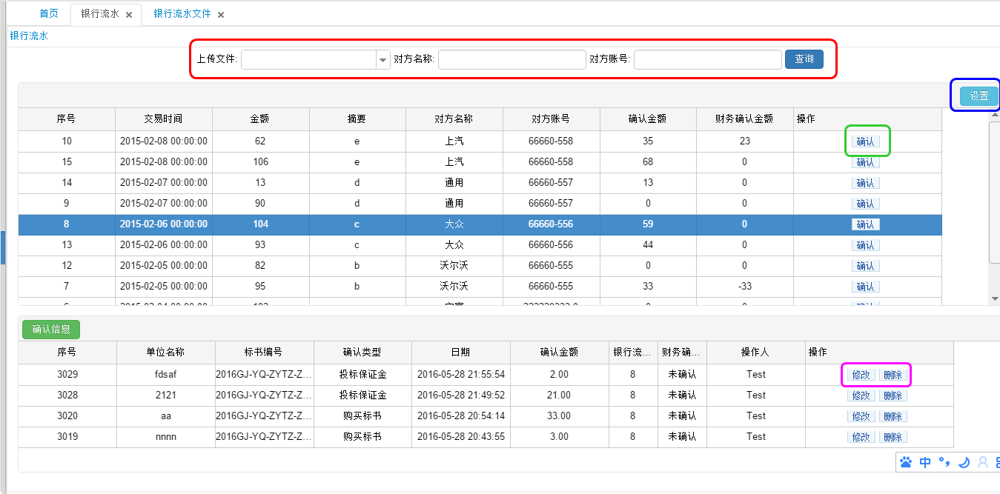 首页 银行流水 × 银行流水文件 ×
银行流水
上传文件: 对方名称: 对方账号: 查询
设置
序号 交易时间 金额 摘要 对方名称 对方账号 确认金额 财务确认金额 操作
10 2015-02-08 00:00:00 62 e 上汽 66660-558 35 23 确认
15 2015-02-08 00:00:00 106 e 上汽 66660-558 68 0 确认
14 2015-02-07 00:00:00 13 d 通用 66660-557 13 0 确认
9 2015-02-07 00:00:00 90 d 通用 66660-557 0 0 确认
8 2015-02-06 00:00:00 104 c 大众 66660-556 59 0 确认
13 2015-02-06 00:00:00 93 c 大众 66660-556 44 0 确认
12 2015-02-05 00:00:00 82 b 沃尔沃 66660-555 0 0 确认
7 2015-02-05 00:00:00 95 b 沃尔沃 66660-555 33 -33 确认
确认信息
序号 单位名称 标书编号 确认类型 日期 确认金额 银行流... 财务确... 操作人 操作
3029 fdsaf 2016GJ-YQ-ZYTZ-Z... 投标保证金 2016-05-28 21:55:54 2.00 8 未确认 Test 修改 删除
3028 2121 2016GJ-YQ-ZYTZ-Z... 投标保证金 2016-05-28 21:49:52 21.00 8 未确认 Test 修改 删除
3020 aa 2016GJ-YQ-ZYTZ-Z... 购买标书 2016-05-28 20:54:14 33.00 8 未确认 Test 修改 删除
3019 nnnn 2016GJ-YQ-ZYTZ-Z... 购买标书 2016-05-28 20:43:55 3.00 8 未确认 Test 修改 删除
中 °,